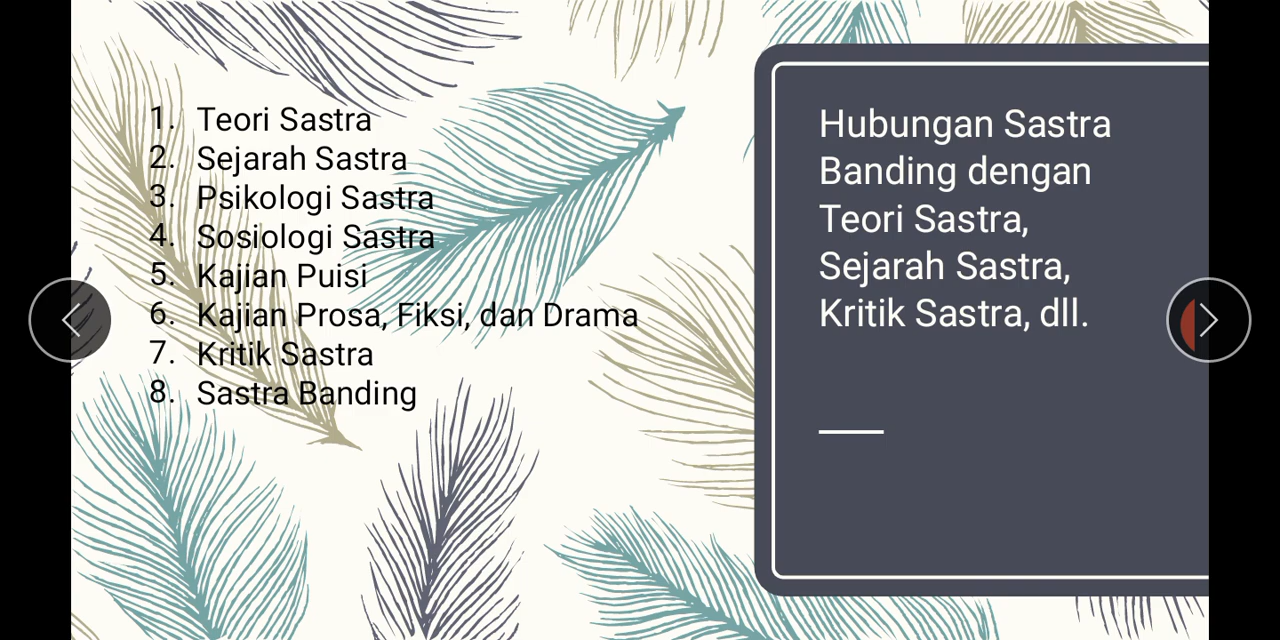 1. Teori Sastra
2. Sejarah Sastra
3. Psikologi Sastra
4. Sosiologi Sastra
5. Kajian Puisi
6. Kajian Prosa, Fiksi, dan Drama
7. Kritik Sastra
8. Sastra Banding
Hubungan Sastra
Banding dengan
Teori Sastra,
Sejarah Sastra,
Kritik Sastra, dll.